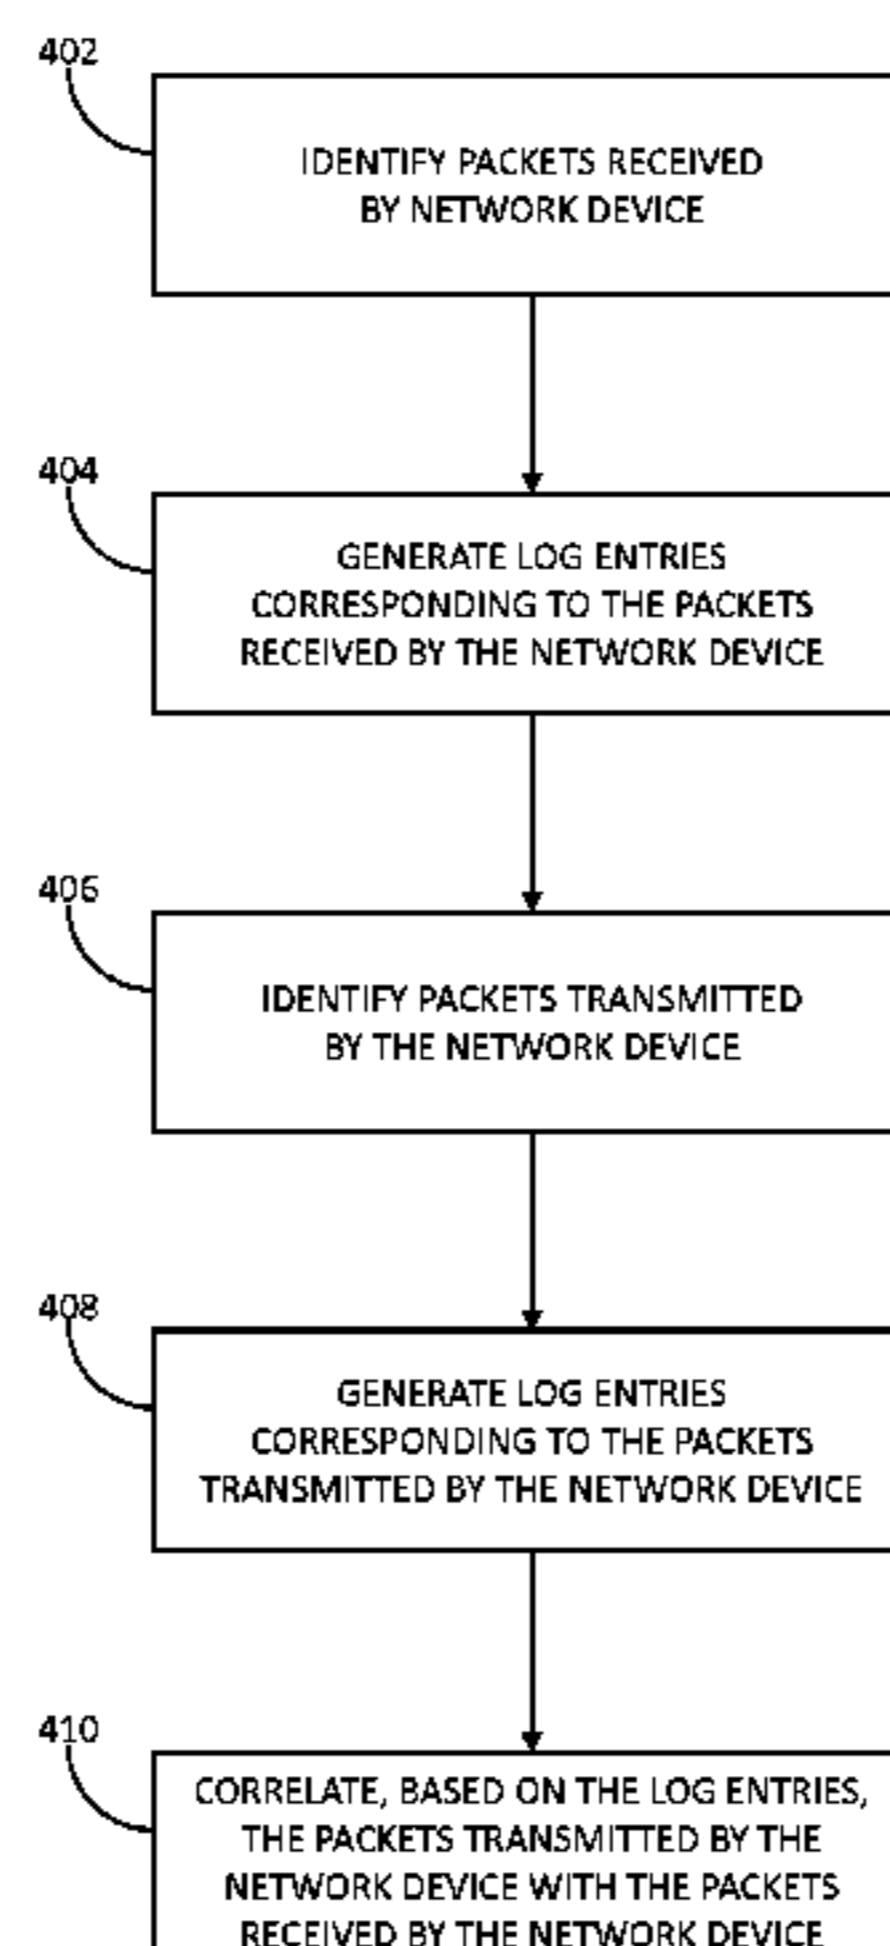 402
IDENTIFY PACKETS RECEIVED
BY NETWORK DEVICE
404
GENERATE LOG ENTRIES
CORRESPONDING TO THE PACKETS
RECEIVED BY THE NETWORK DEVICE
406
IDENTIFY PACKETS TRANSMITTED
BY THE NETWORK DEVICE
408
GENERATE LOG ENTRIES
CORRESPONDING TO THE PACKETS
TRANSMITTED BY THE NETWORK DEVICE
410
CORRELATE, BASED ON THE LOG ENTRIES,
THE PACKETS TRANSMITTED BY THE
NETWORK DEVICE WITH THE PACKETS
RECEIVED BY THE NETWORK DEVICE